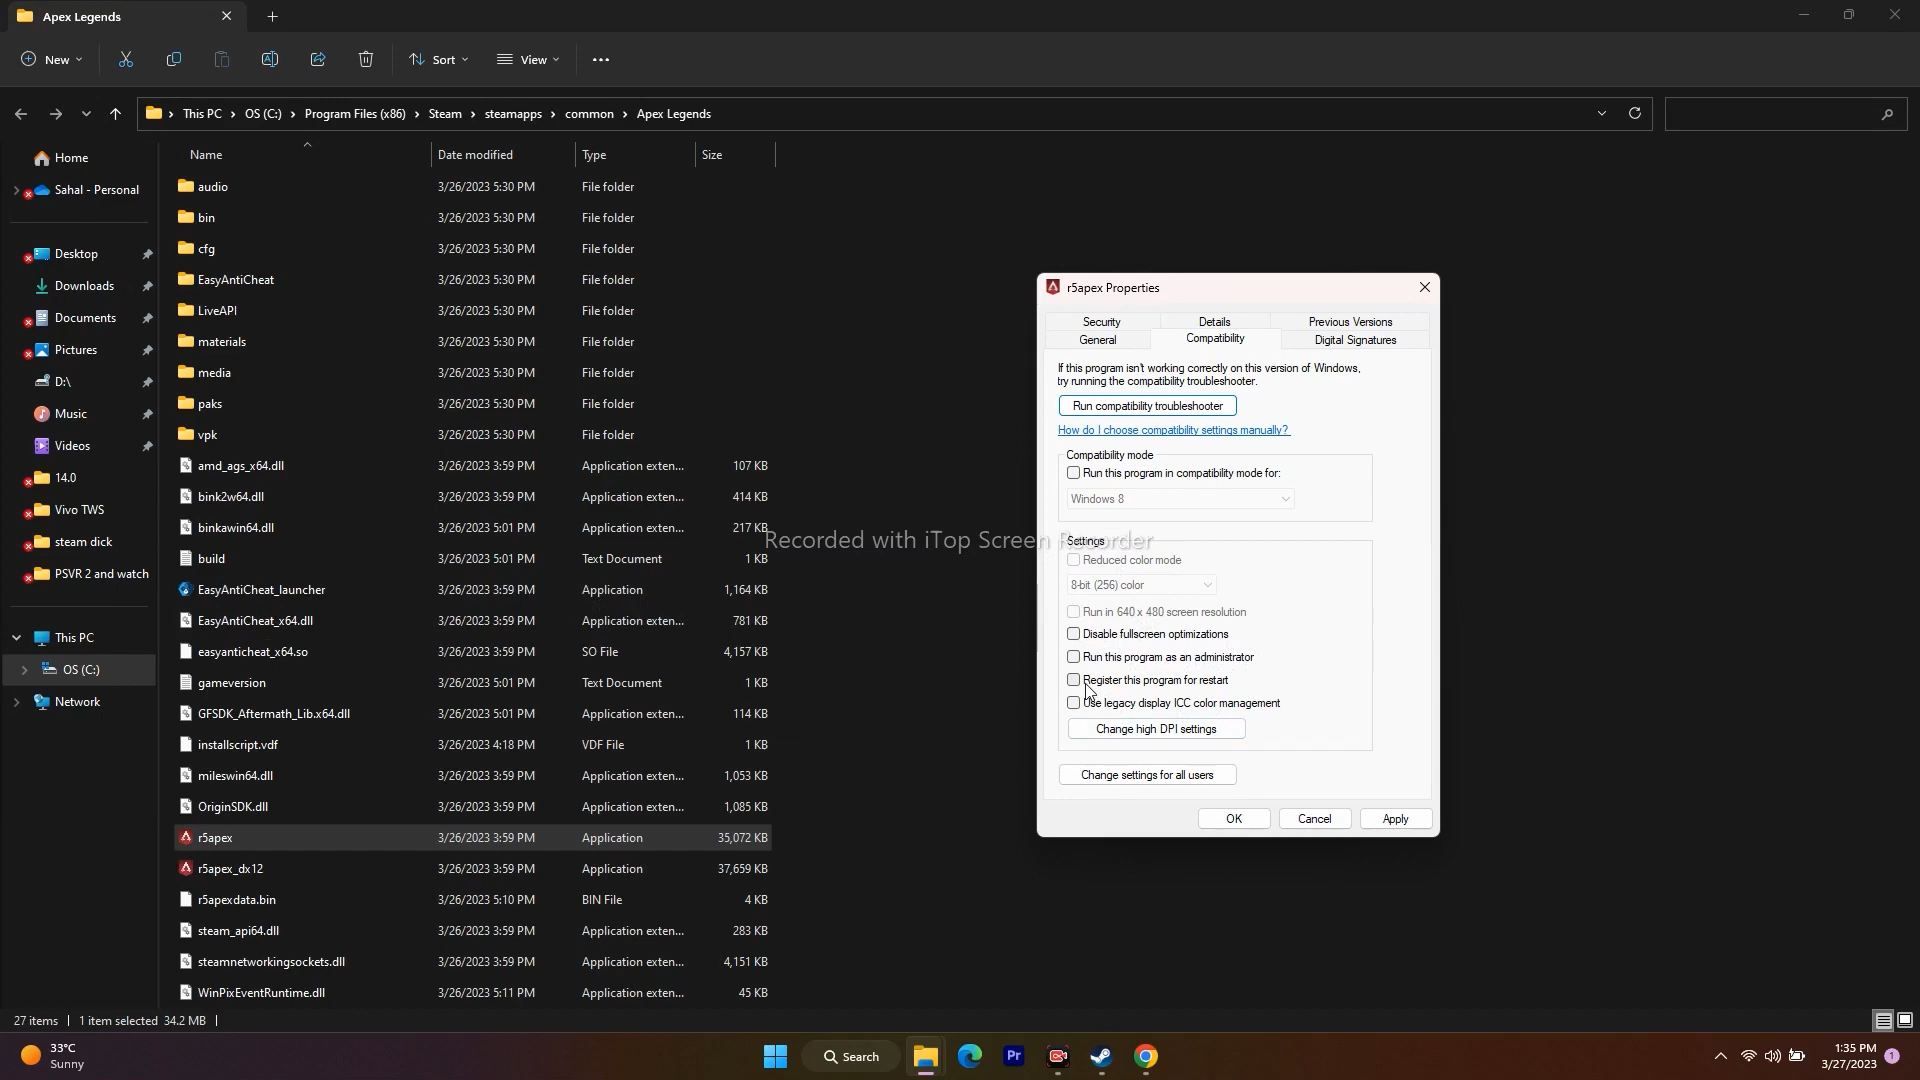 Apex Legends
New
Sort
View
This PC
OS (C:)
Program Files (x86)
Steam
steamapps
common
Apex Legends
Name
Date modified
Type
Size
Home
Sahal - Personal
Desktop
Downloads
Documents
Pictures
D:\
Music
Videos
14.0
Vivo TWS
steam dick
PSVR 2 and watch
This PC
OS (C:)
Network
audio 3/26/2023 5:30 PM File folder
bin 3/26/2023 5:30 PM File folder
cfg 3/26/2023 5:30 PM File folder
EasyAntiCheat 3/26/2023 5:30 PM File folder
LiveAPI 3/26/2023 5:30 PM File folder
materials 3/26/2023 5:30 PM File folder
media 3/26/2023 5:30 PM File folder
paks 3/26/2023 5:30 PM File folder
vpk 3/26/2023 5:30 PM File folder
amd_ags_x64.dll 3/26/2023 3:59 PM Application exten... 107 KB
bink2w64.dll 3/26/2023 3:59 PM Application exten... 414 KB
binkawin64.dll 3/26/2023 5:01 PM Application exten... 217 KB
build 3/26/2023 5:01 PM Text Document 1 KB
EasyAntiCheat_launcher 3/26/2023 3:59 PM Application 1,164 KB
EasyAntiCheat_x64.dll 3/26/2023 3:59 PM Application exten... 781 KB
easyanticheat_x64.so 3/26/2023 3:59 PM SO File 4,157 KB
gameversion 3/26/2023 5:01 PM Text Document 1 KB
GFSDK_Aftermath_Lib.x64.dll 3/26/2023 5:01 PM Application exten... 114 KB
installscript.vdf 3/26/2023 4:18 PM VDF File 1 KB
mileswin64.dll 3/26/2023 3:59 PM Application exten... 1,053 KB
OriginSDK.dll 3/26/2023 3:59 PM Application exten... 1,085 KB
r5apex 3/26/2023 3:59 PM Application 35,072 KB
r5apex_dx12 3/26/2023 3:59 PM Application 37,659 KB
r5apexdata.bin 3/26/2023 5:10 PM BIN File 4 KB
steam_api64.dll 3/26/2023 3:59 PM Application exten... 283 KB
steamnetworkingsockets.dll 3/26/2023 3:59 PM Application exten... 4,151 KB
WinPixEventRuntime.dll 3/26/2023 5:11 PM Application exten... 45 KB
Recorded with iTop Screen Recorder
r5apex Properties
Security
Details
Previous Versions
General
Compatibility
Digital Signatures
If this program isn't working correctly on this version of Windows,
try running the compatibility troubleshooter.
Run compatibility troubleshooter
How do I choose compatibility settings manually?
Compatibility mode
Run this program in compatibility mode for:
Windows 8
Settings
Reduced color mode
8-bit (256) color
Run in 640 x 480 screen resolution
Disable fullscreen optimizations
Run this program as an administrator
Register this program for restart
Use legacy display ICC color management
Change high DPI settings
Change settings for all users
OK
Cancel
Apply
27 items
1 item selected 34.2 MB
33°C
Sunny
Search
Pr
1:35 PM
3/27/2023
1